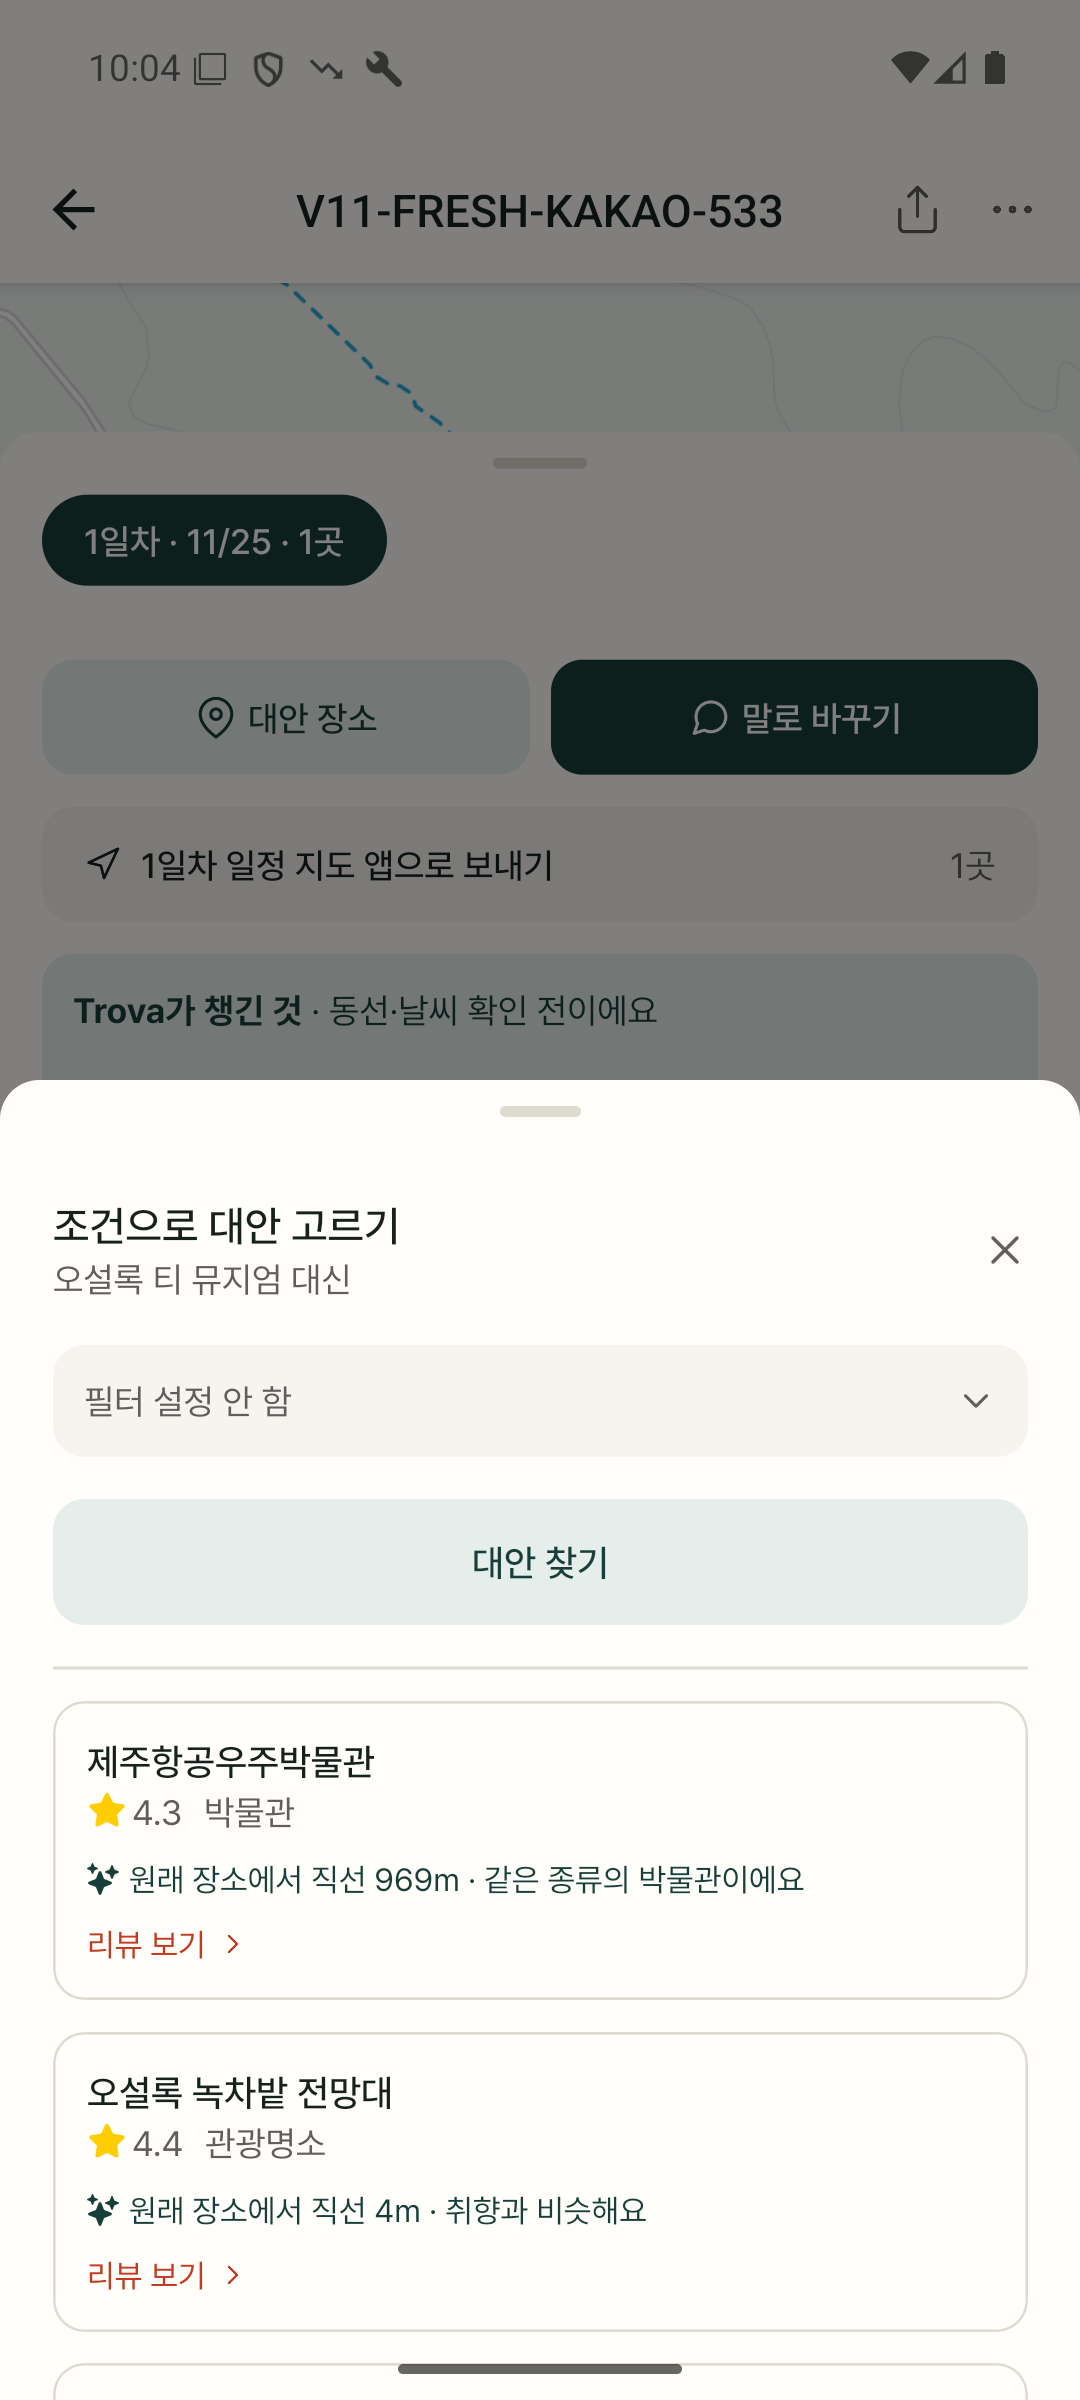 10:04
V11-FRESH-KAKAO-533
1일차 · 11/25 · 1곳
대안 장소
말로 바꾸기
1일차 일정 지도 앱으로 보내기
1곳
Trova가 챙긴 것 · 동선·날씨 확인 전이에요
조건으로 대안 고르기
오설록 티 뮤지엄 대신
필터 설정 안 함
대안 찾기
제주항공우주박물관
4.3 박물관
원래 장소에서 직선 969m · 같은 종류의 박물관이에요
리뷰 보기
오설록 녹차밭 전망대
4.4 관광명소
원래 장소에서 직선 4m · 취향과 비슷해요
리뷰 보기